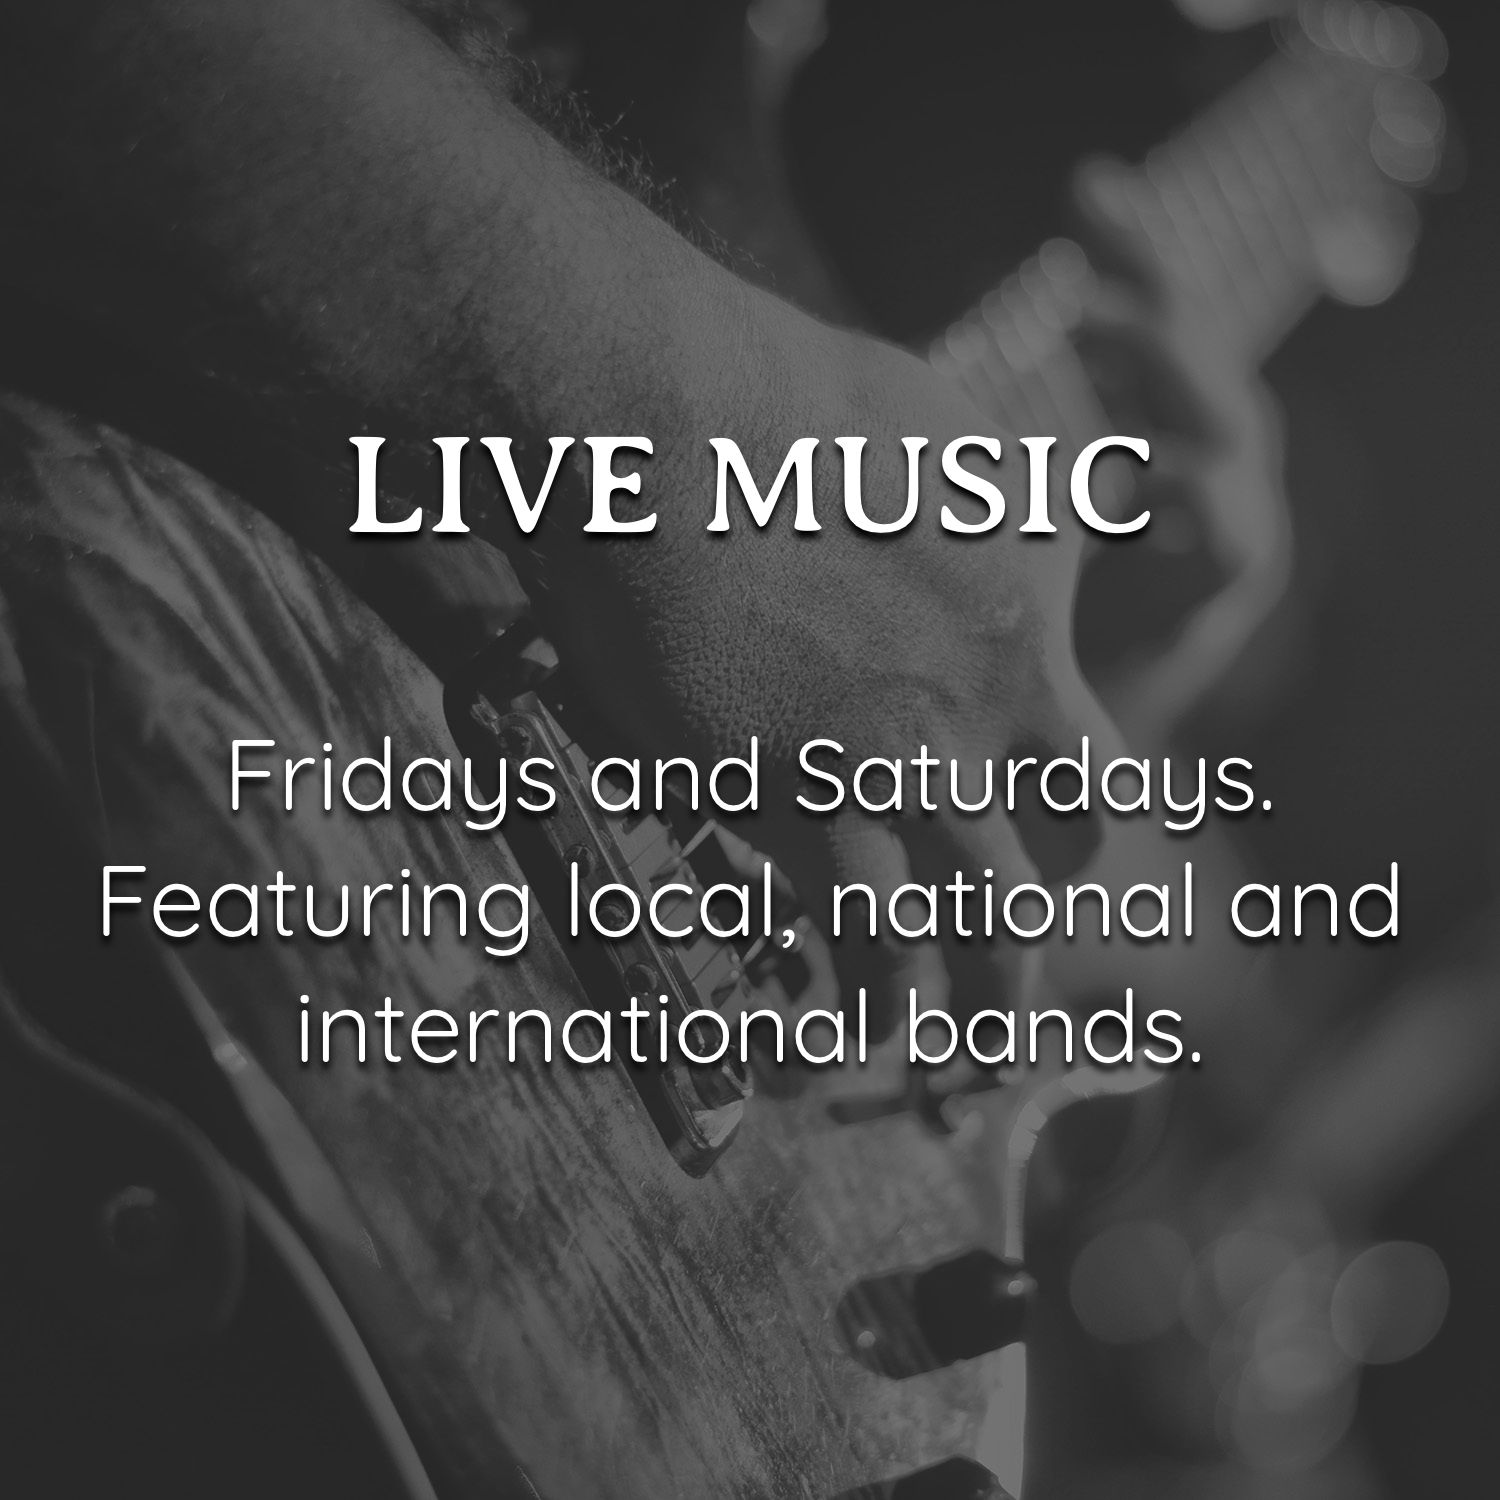 LIVE MUSIC
Fridays and Saturdays.
Featuring local, national and
international bands.